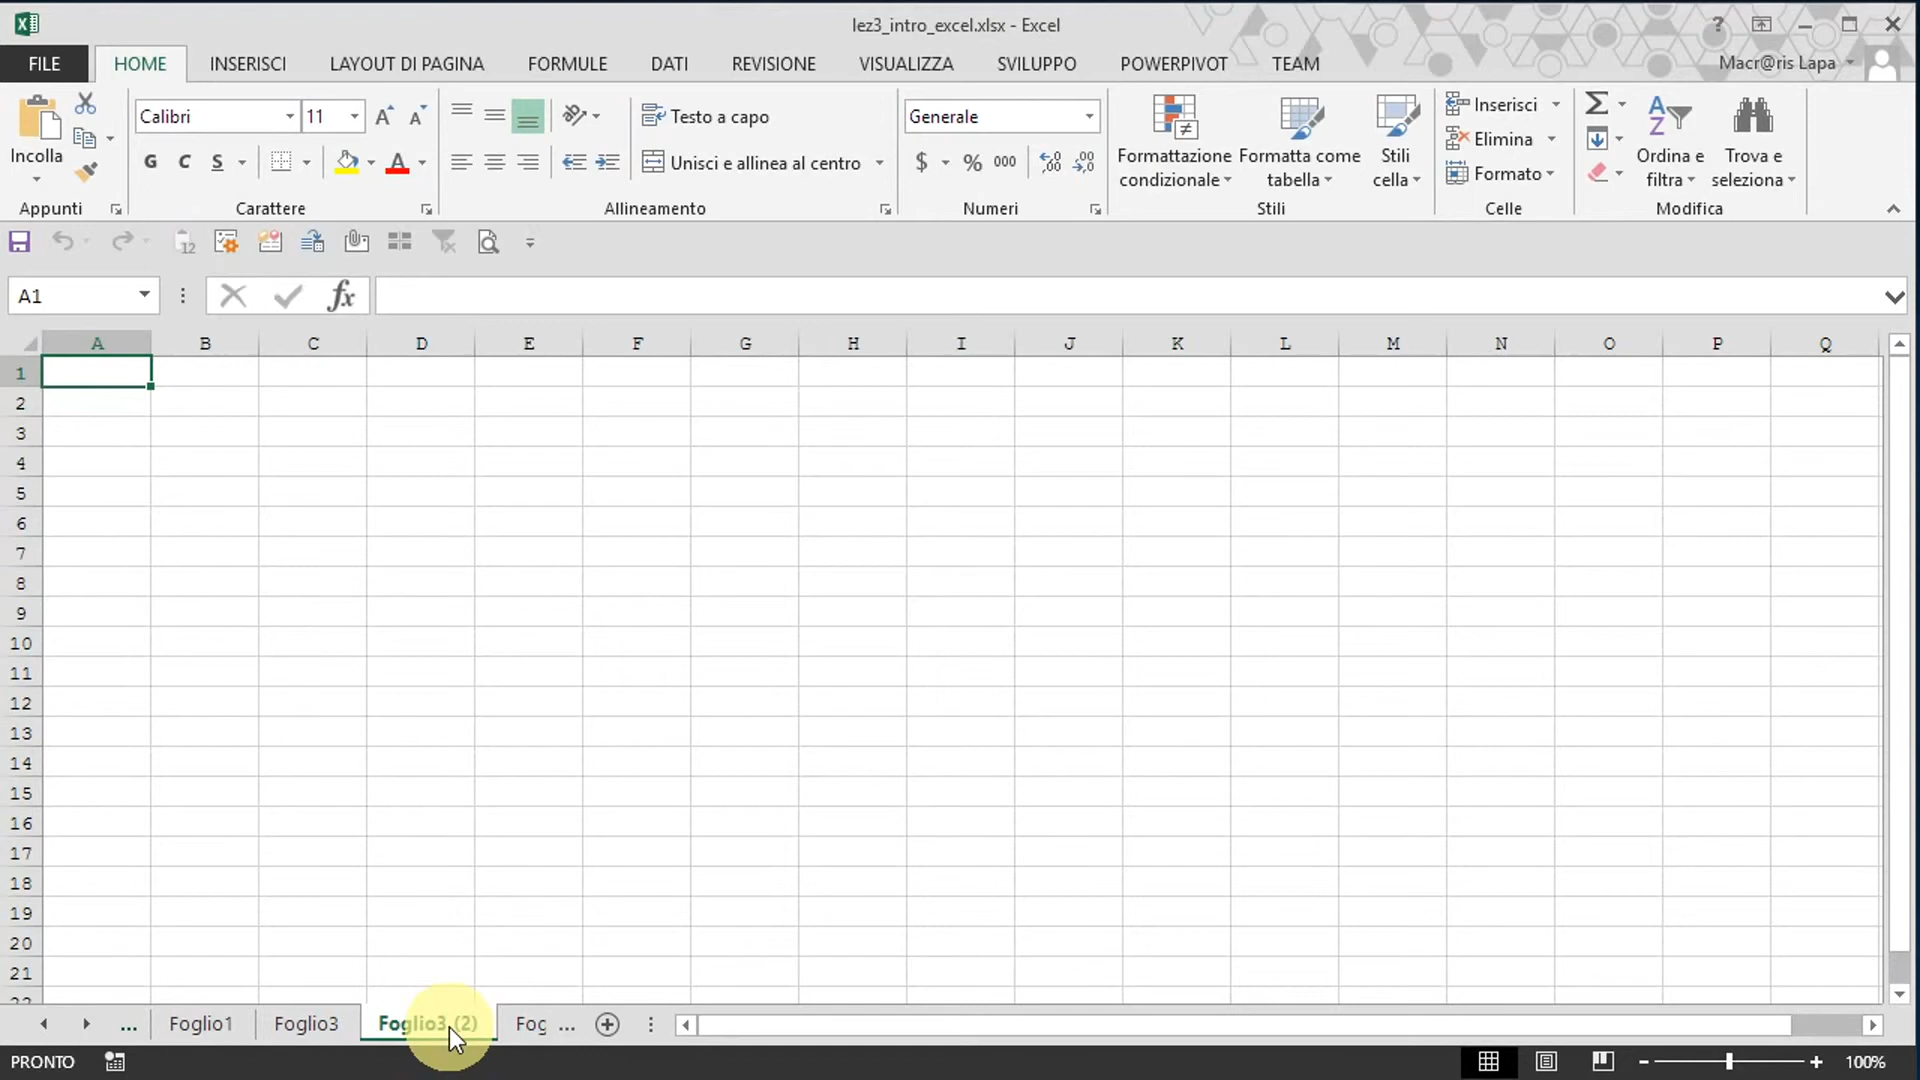 lez3_intro_excel.xlsx - Excel
?
FILE HOME INSERISCI LAYOUT DI PAGINA FORMULE DATI REVISIONE VISUALIZZA SVILUPPO POWERPIVOT TEAM Macr@ris Lapa
Incolla
Appunti
Calibri 11
G C S A
Carattere
Testo a capo
Unisci e allinea al centro
Allineamento
Generale
$ % 000
Numeri
Formattazione condizionale
Formatta come tabella
Stili cella
Stili
Inserisci
Elimina
Formato
Celle
Ordina e filtra
Trova e seleziona
Modifica
12
A1 fx
A B C D E F G H I J K L M N O P Q
1
2
3
4
5
6
7
8
9
10
11
12
13
14
15
16
17
18
19
20
21
... Foglio1 Foglio3 Foglio3 (2) Fog ...
PRONTO 100%